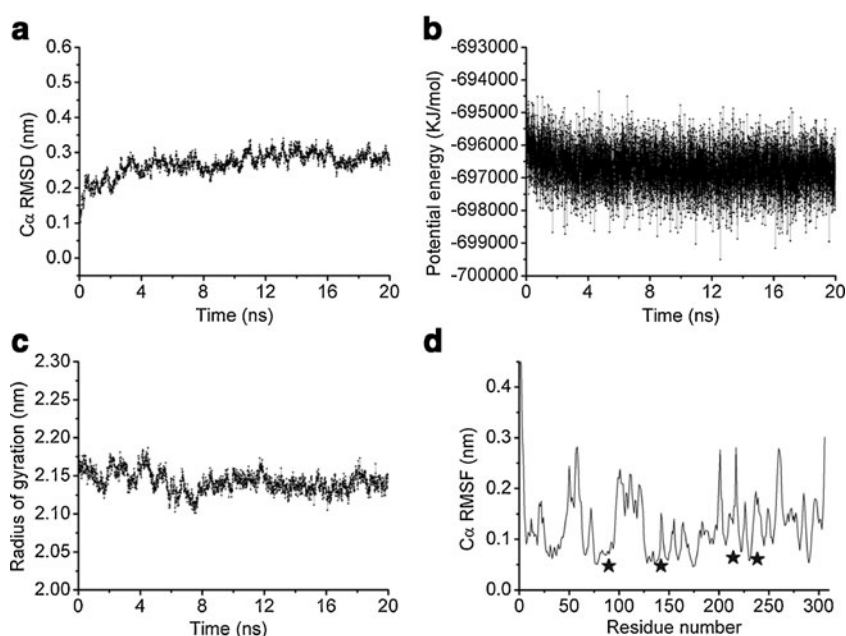 a
Cα RMSD (nm)
0.6
0.5
0.4
0.3
0.2
0.1
0.0
0 4 8 12 16 20
Time (ns)
b
Potential energy (KJ/mol)
-693000
-694000
-695000
-696000
-697000
-698000
-699000
-700000
0 4 8 12 16 20
Time (ns)
c
Radius of gyration (nm)
2.30
2.25
2.20
2.15
2.10
2.05
2.00
0 4 8 12 16 20
Time (ns)
d
Cα RMSF (nm)
0.4
0.3
0.2
0.1
0.0
0 50 100 150 200 250 300
Residue number